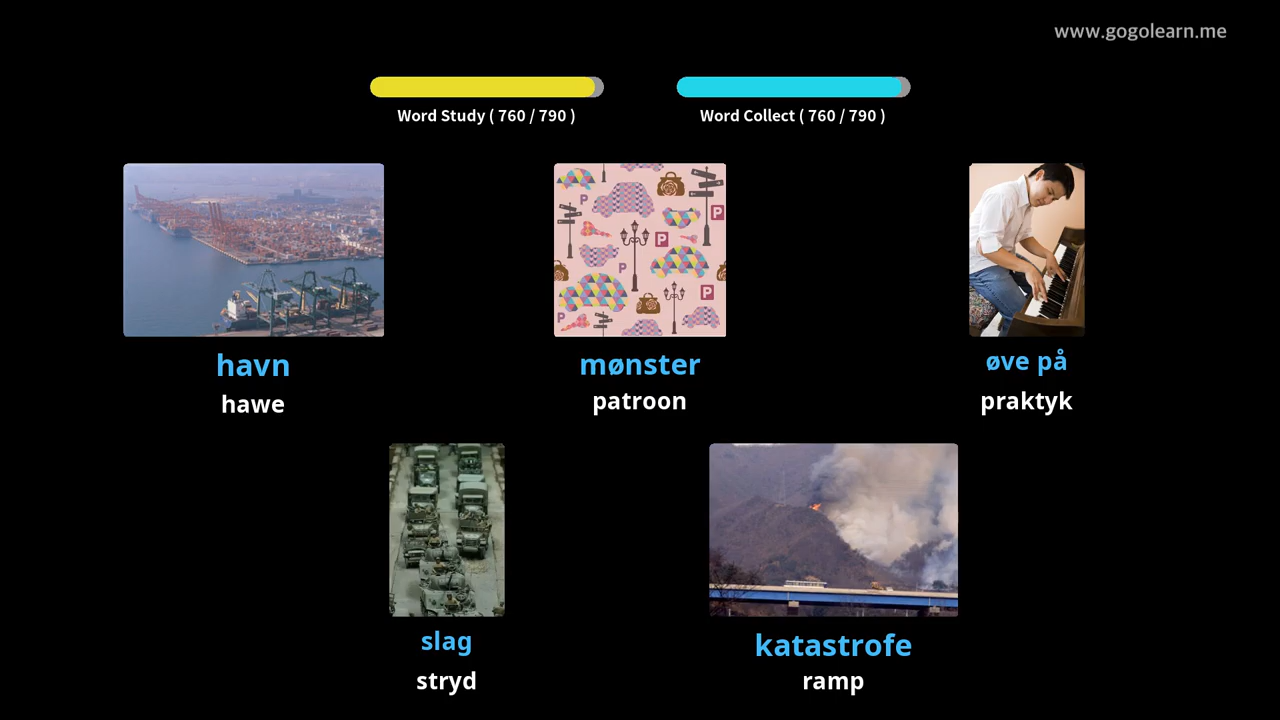 www.gogolearn.me
Word Study ( 760 / 790 )
Word Collect ( 760 / 790 )
havn
hawe
mønster
patroon
øve på
praktyk
slag
stryd
katastrofe
ramp
P
P
P
P
P
P